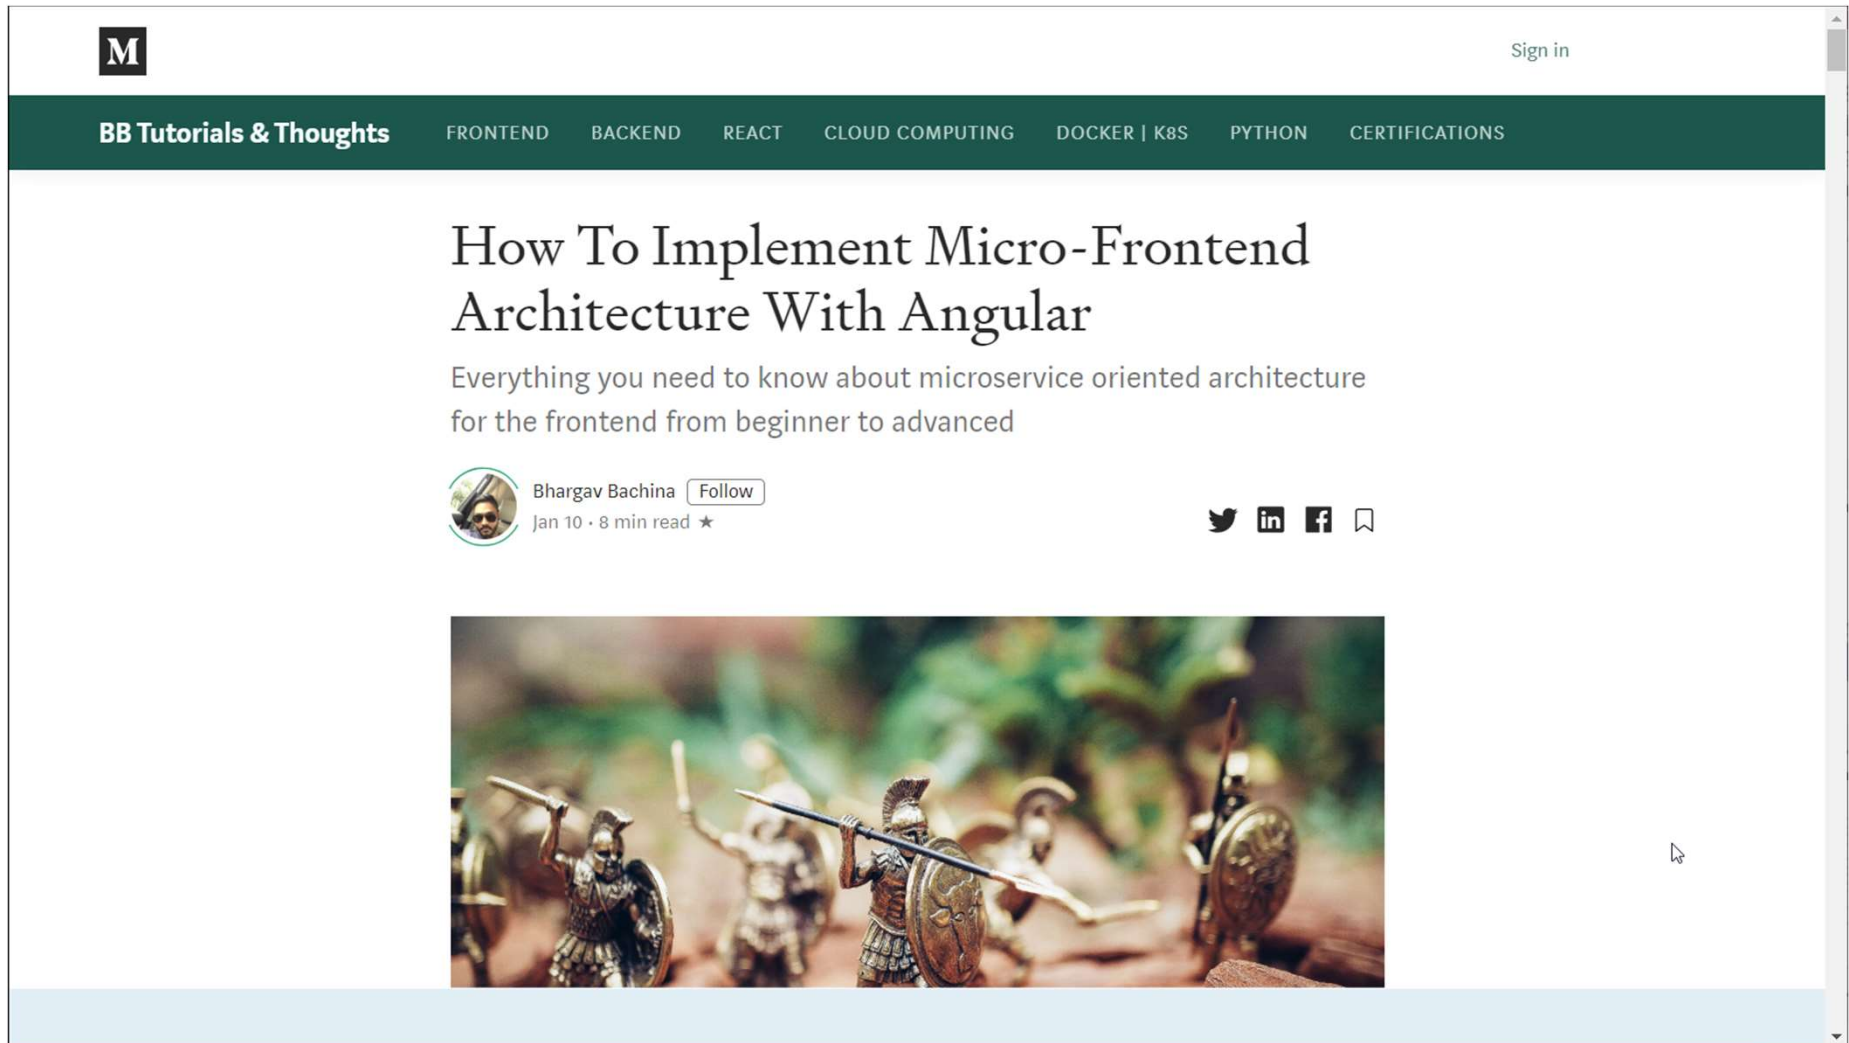 M
Sign in
BB Tutorials & Thoughts FRONTEND BACKEND REACT CLOUD COMPUTING DOCKER | K8S PYTHON CERTIFICATIONS
How To Implement Micro-Frontend
Architecture With Angular
Everything you need to know about microservice oriented architecture
for the frontend from beginner to advanced
Bhargav Bachina Follow
Jan 10 · 8 min read ★